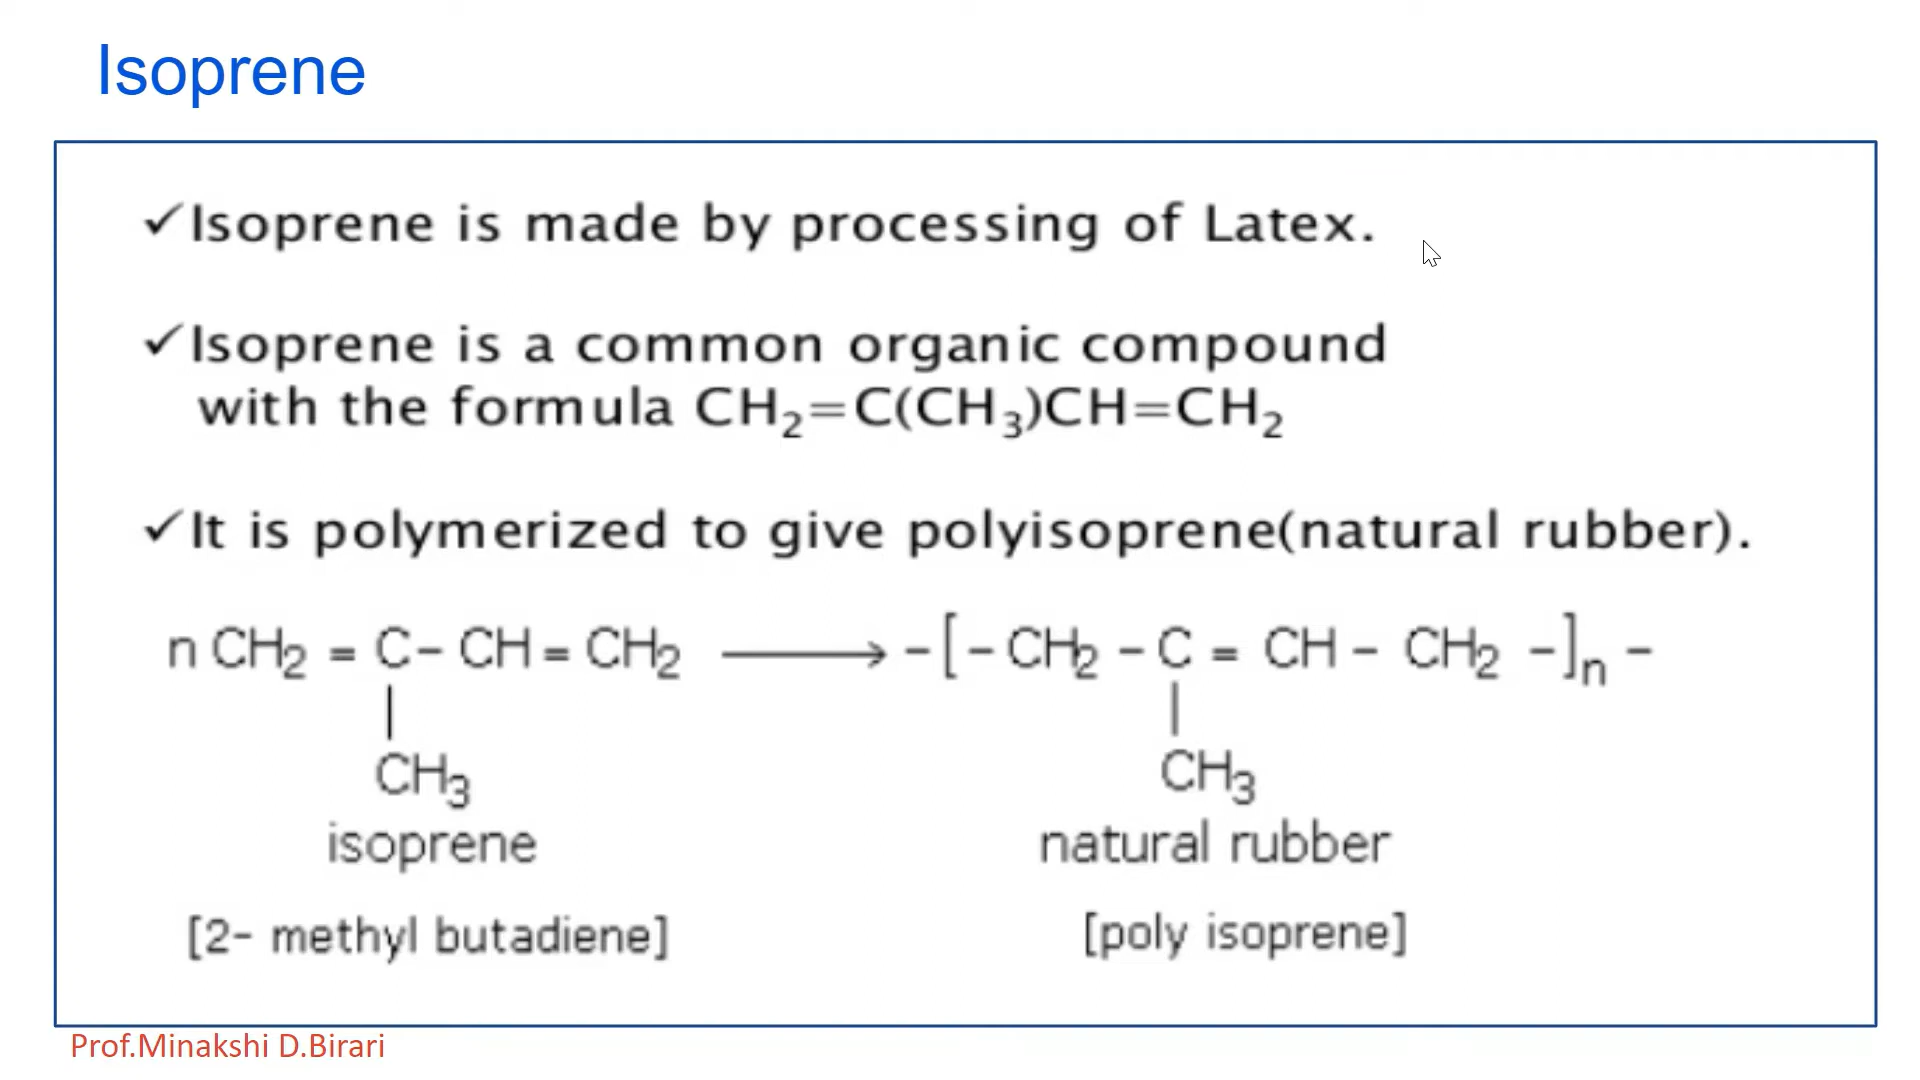 Isoprene
✓Isoprene is made by processing of Latex.
✓Isoprene is a common organic compound
with the formula CH₂=C(CH₃)CH=CH₂
✓It is polymerized to give polyisoprene(natural rubber).
n CH₂ = C – CH = CH₂ ⟶ –[– CH₂ – C = CH – CH₂ –]ₙ –
| |
CH₃ CH₃
isoprene natural rubber
[2- methyl butadiene] [poly isoprene]
Prof.Minakshi D.Birari